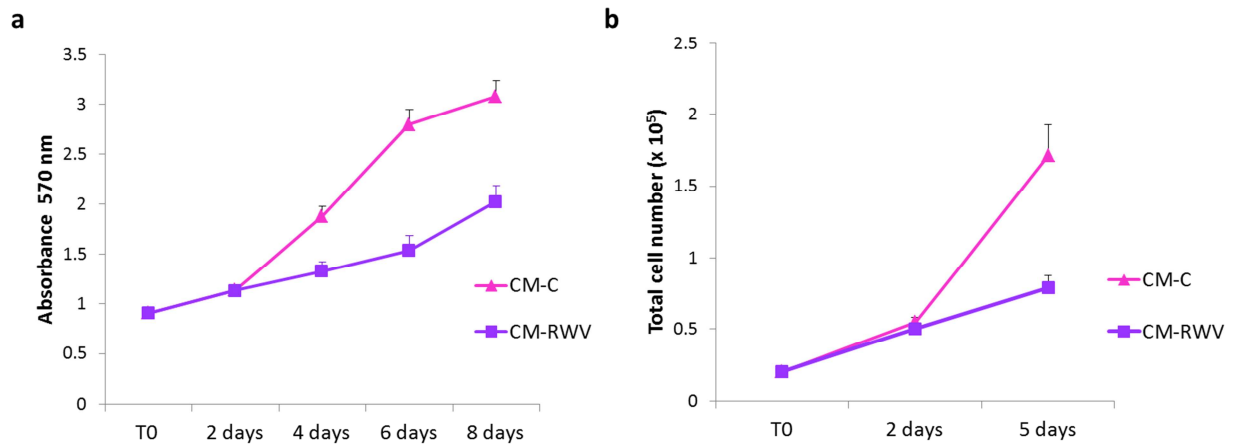 a
Absorbance 570 nm
3.5
3
2.5
2
1.5
1
0.5
0
T0 2 days 4 days 6 days 8 days
CM-C
CM-RWV
b
Total cell number (x 10⁵)
2.5
2
1.5
1
0.5
0
T0 2 days 5 days
CM-C
CM-RWV